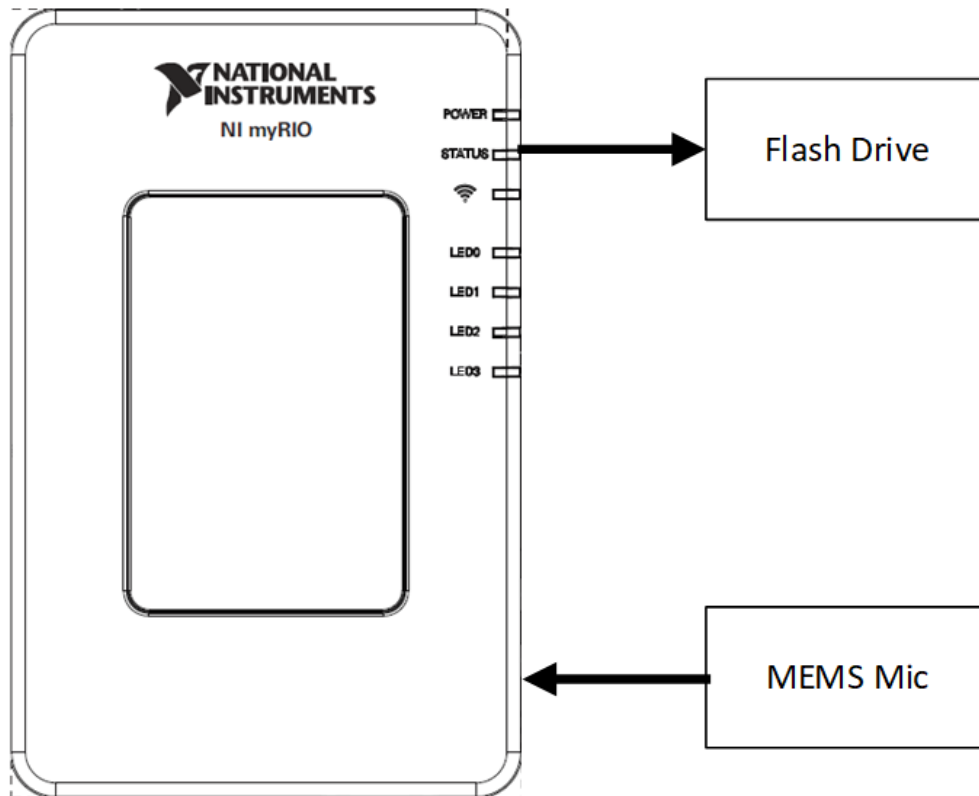 NATIONAL
INSTRUMENTS
NI myRIO
POWER
STATUS
LED0
LED1
LED2
LED3
Flash Drive
MEMS Mic